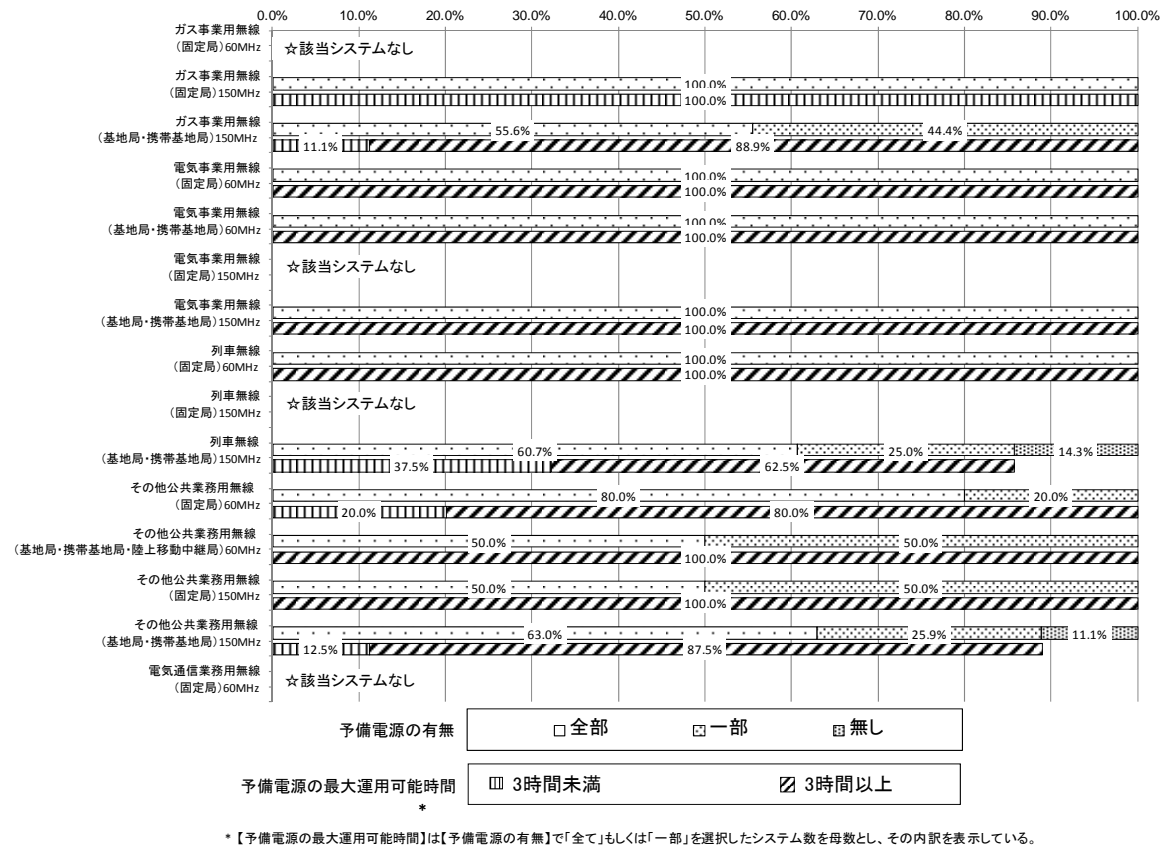 0.0% 10.0% 20.0% 30.0% 40.0% 50.0% 60.0% 70.0% 80.0% 90.0% 100.0%
ガス事業用無線
(固定局)60MHz
☆該当システムなし
ガス事業用無線
(固定局)150MHz
100.0%
100.0%
ガス事業用無線
(基地局・携帯基地局)150MHz
55.6% 44.4%
11.1% 88.9%
電気事業用無線
(固定局)60MHz
100.0%
100.0%
電気事業用無線
(基地局・携帯基地局)60MHz
100.0%
100.0%
電気事業用無線
(固定局)150MHz
☆該当システムなし
電気事業用無線
(基地局・携帯基地局)150MHz
100.0%
100.0%
列車無線
(固定局)60MHz
100.0%
100.0%
列車無線
(固定局)150MHz
☆該当システムなし
列車無線
(基地局・携帯基地局)150MHz
60.7% 25.0% 14.3%
37.5% 62.5%
その他公共業務用無線
(固定局)60MHz
80.0% 20.0%
20.0% 80.0%
その他公共業務用無線
(基地局・携帯基地局・陸上移動中継局)60MHz
50.0% 50.0%
100.0%
その他公共業務用無線
(固定局)150MHz
50.0% 50.0%
100.0%
その他公共業務用無線
(基地局・携帯基地局)150MHz
63.0% 25.9% 11.1%
12.5% 87.5%
電気通信業務用無線
(固定局)60MHz
☆該当システムなし
予備電源の有無 全部 一部 無し
予備電源の最大運用可能時間 3時間未満 3時間以上
*
* 【予備電源の最大運用可能時間】は【予備電源の有無】で「全て」もしくは「一部」を選択したシステム数を母数とし、その内訳を表示している。